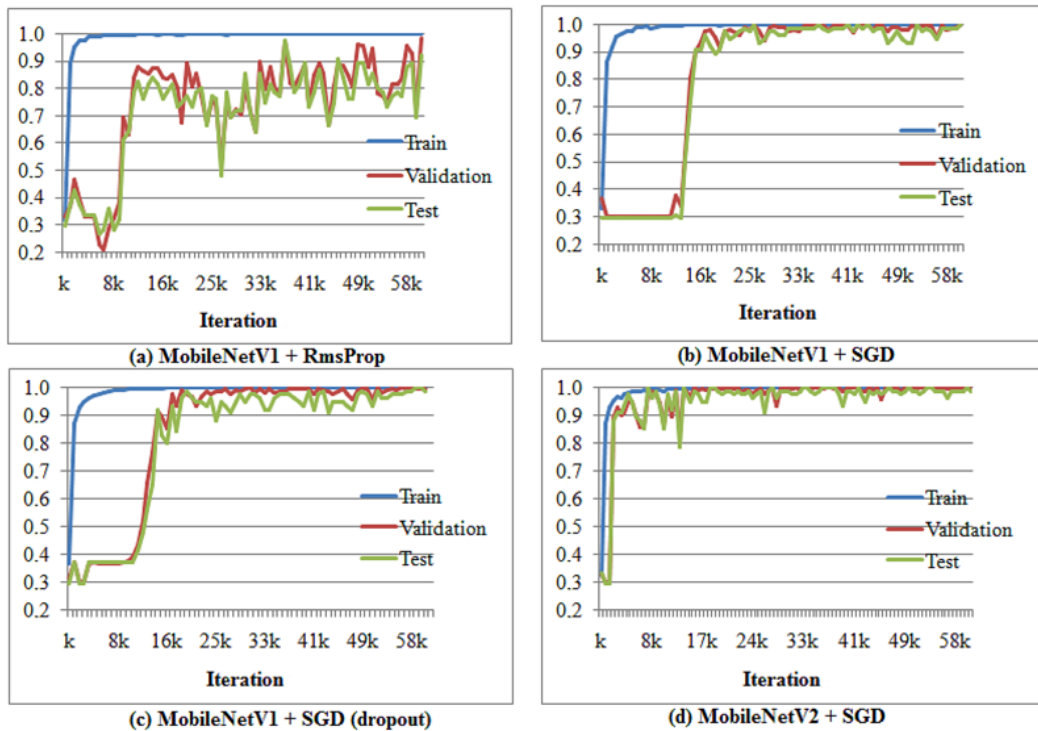 1.0
0.9
0.8
0.7
0.6
0.5
0.4
0.3
0.2
Train
Validation
Test
k 8k 16k 25k 33k 41k 49k 58k
Iteration
(a) MobileNetV1 + RmsProp
1.0
0.9
0.8
0.7
0.6
0.5
0.4
0.3
0.2
Train
Validation
Test
k 8k 16k 25k 33k 41k 49k 58k
Iteration
(b) MobileNetV1 + SGD
1.0
0.9
0.8
0.7
0.6
0.5
0.4
0.3
0.2
Train
Validation
Test
k 8k 16k 25k 33k 41k 49k 58k
Iteration
(c) MobileNetV1 + SGD (dropout)
1.0
0.9
0.8
0.7
0.6
0.5
0.4
0.3
0.2
Train
Validation
Test
k 8k 17k 24k 33k 41k 49k 58k
Iteration
(d) MobileNetV2 + SGD